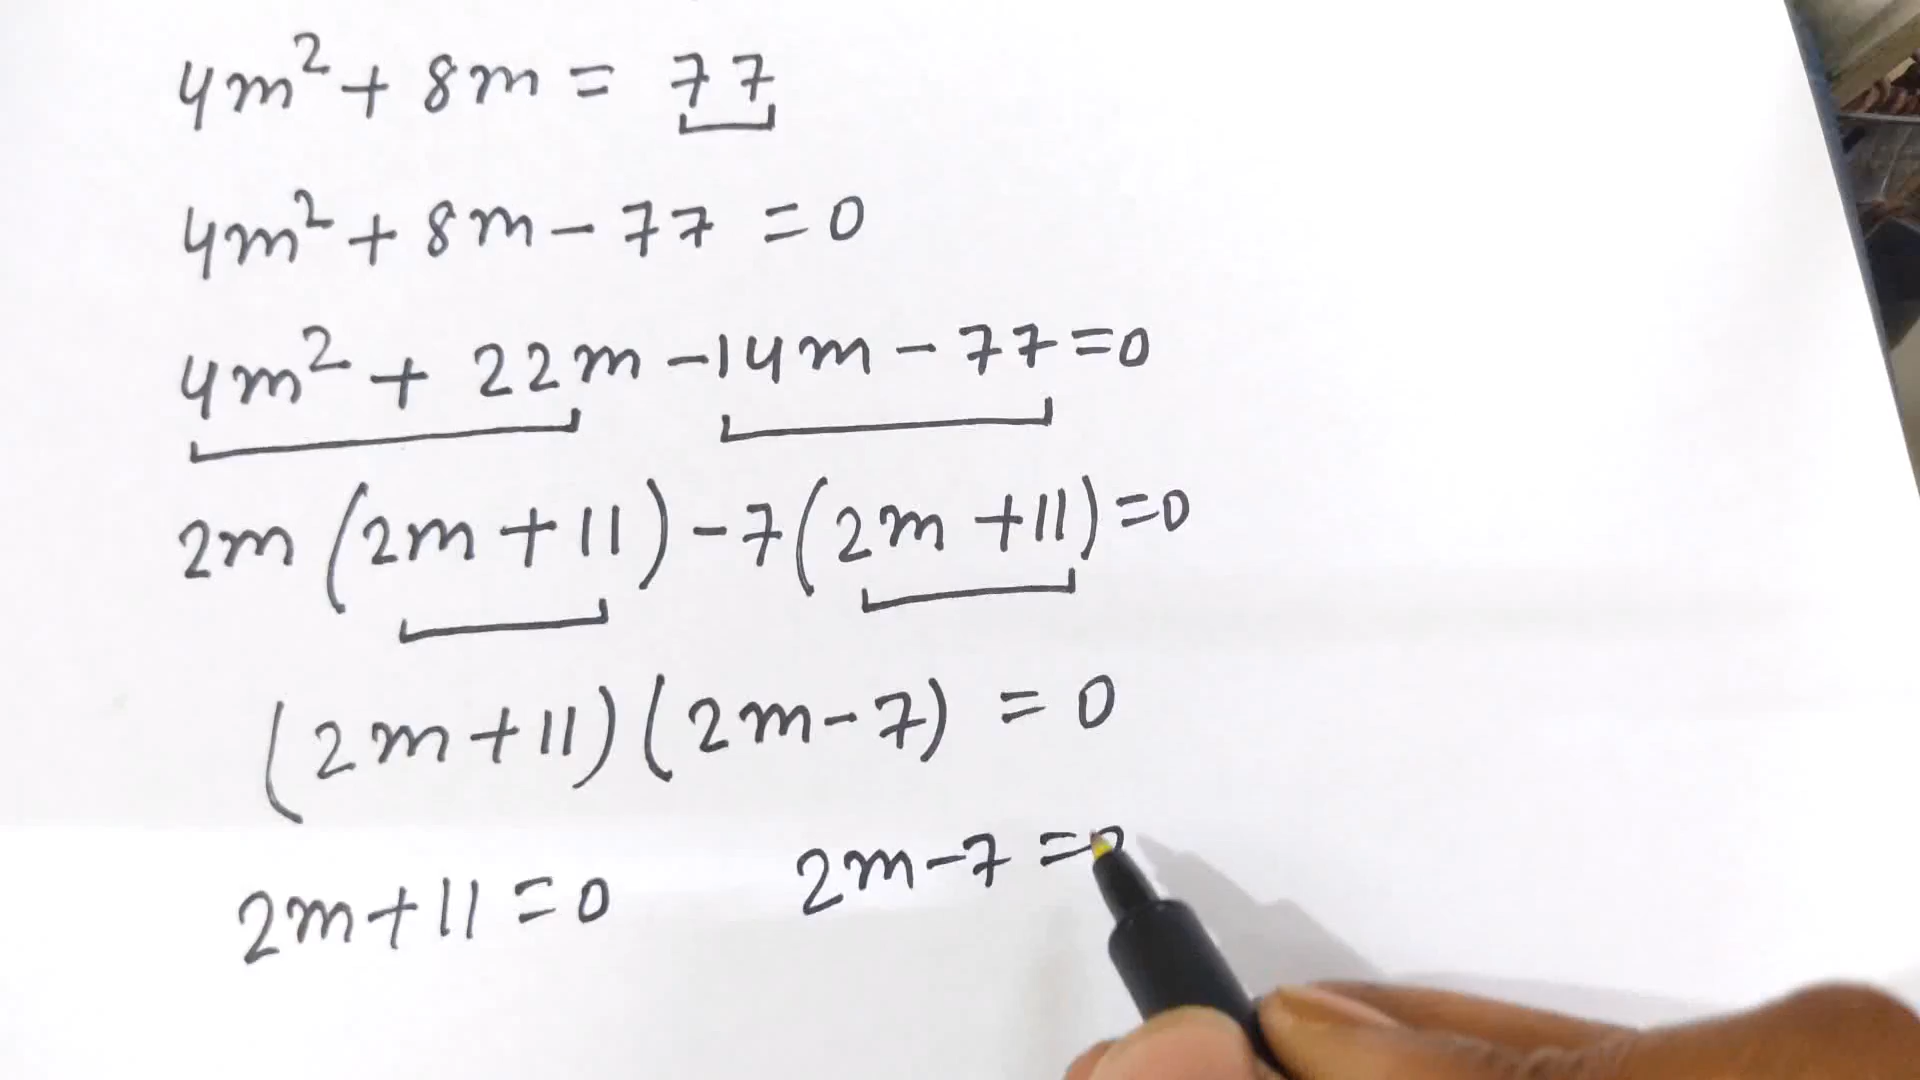 4m² + 8m = 77
4m² + 8m - 77 = 0
4m² + 22m - 14m - 77 = 0
2m (2m + 11) - 7 (2m + 11) = 0
(2m + 11) (2m - 7) = 0
2m + 11 = 0 2m - 7 = 0